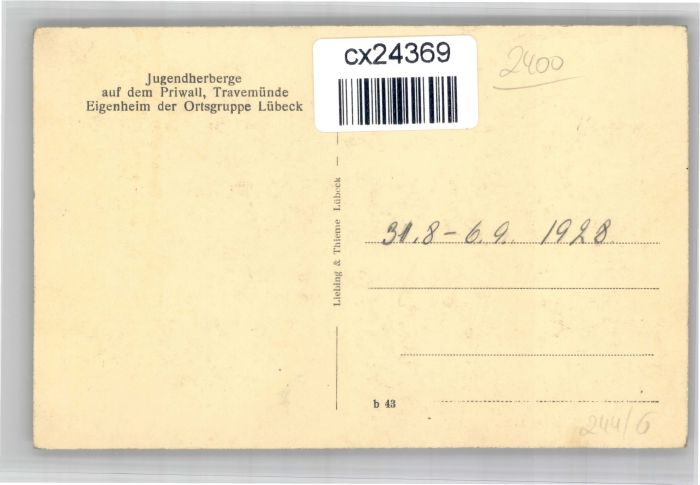 Jugendherberge
auf dem Priwall, Travemünde
Eigenheim der Ortsgruppe Lübeck
cx24369
2400
Liebing & Thieme Lübeck
31.8-6.9. 1928
b 43
244/6